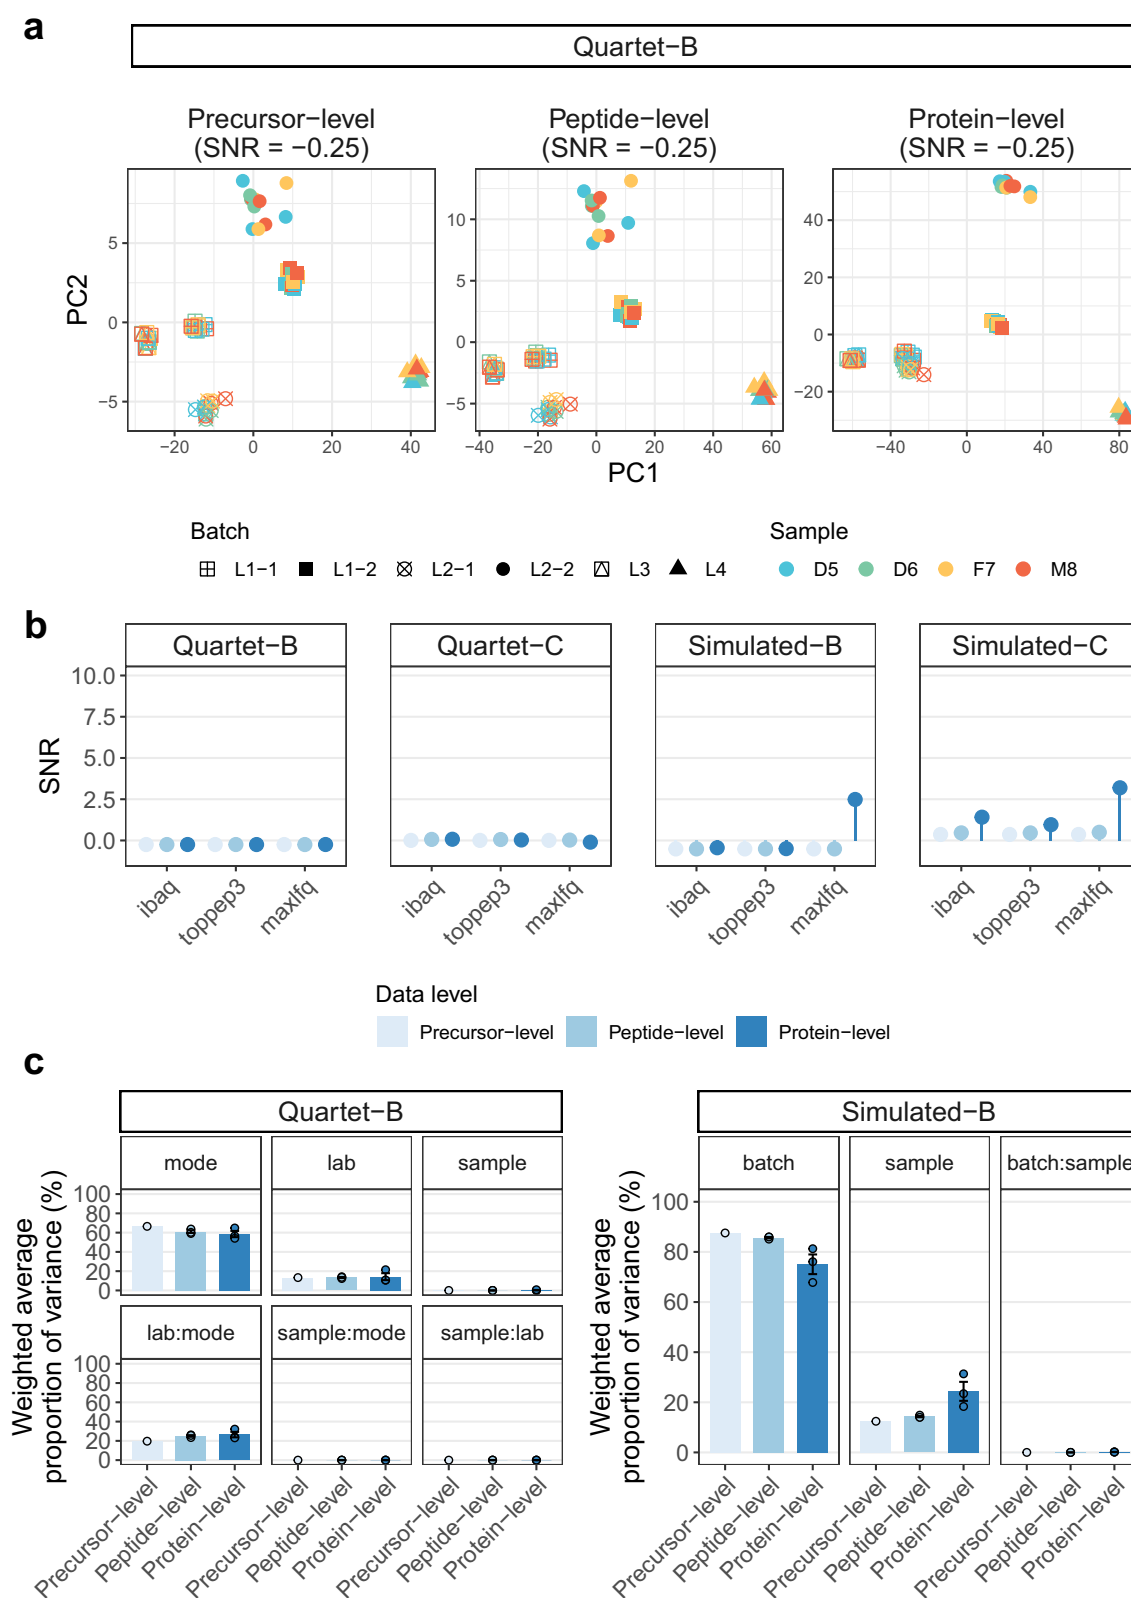 a
Quartet−B
Precursor−level
(SNR = −0.25)
Peptide−level
(SNR = −0.25)
Protein−level
(SNR = −0.25)
PC2
5
0
−5
10
5
0
−5
40
20
0
−20
−20 0 20 40
−40 −20 0 20 40 60
−40 0 40 80
PC1
Batch
L1−1 L1−2 L2−1 L2−2 L3 L4
Sample
D5 D6 F7 M8
b
Quartet−B Quartet−C Simulated−B Simulated−C
SNR
10.0
7.5
5.0
2.5
0.0
ibaq toppep3 maxlfq
ibaq toppep3 maxlfq
ibaq toppep3 maxlfq
ibaq toppep3 maxlfq
Data level
Precursor−level Peptide−level Protein−level
c
Quartet−B
Weighted average
proportion of variance (%)
mode lab sample
100
80
60
40
20
0
lab:mode sample:mode sample:lab
100
80
60
40
20
0
Precursor−level Peptide−level Protein−level
Precursor−level Peptide−level Protein−level
Precursor−level Peptide−level Protein−level
Simulated−B
Weighted average
proportion of variance (%)
batch sample batch:sample
100
80
60
40
20
0
Precursor−level Peptide−level Protein−level
Precursor−level Peptide−level Protein−level
Precursor−level Peptide−level Protein−level